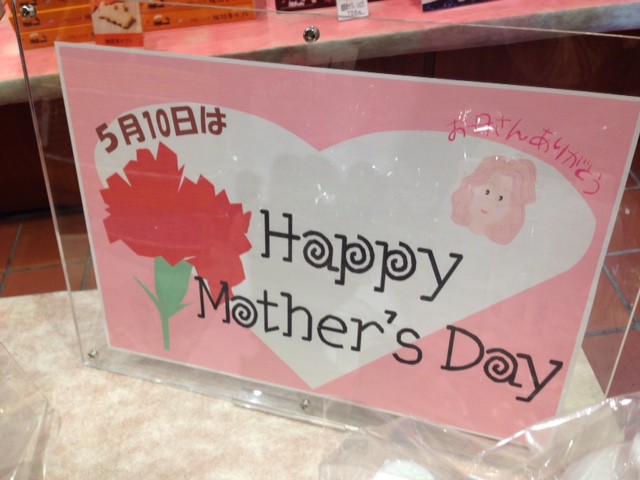 5月10日は
お母さんありがとう
Happy
Mother's Day